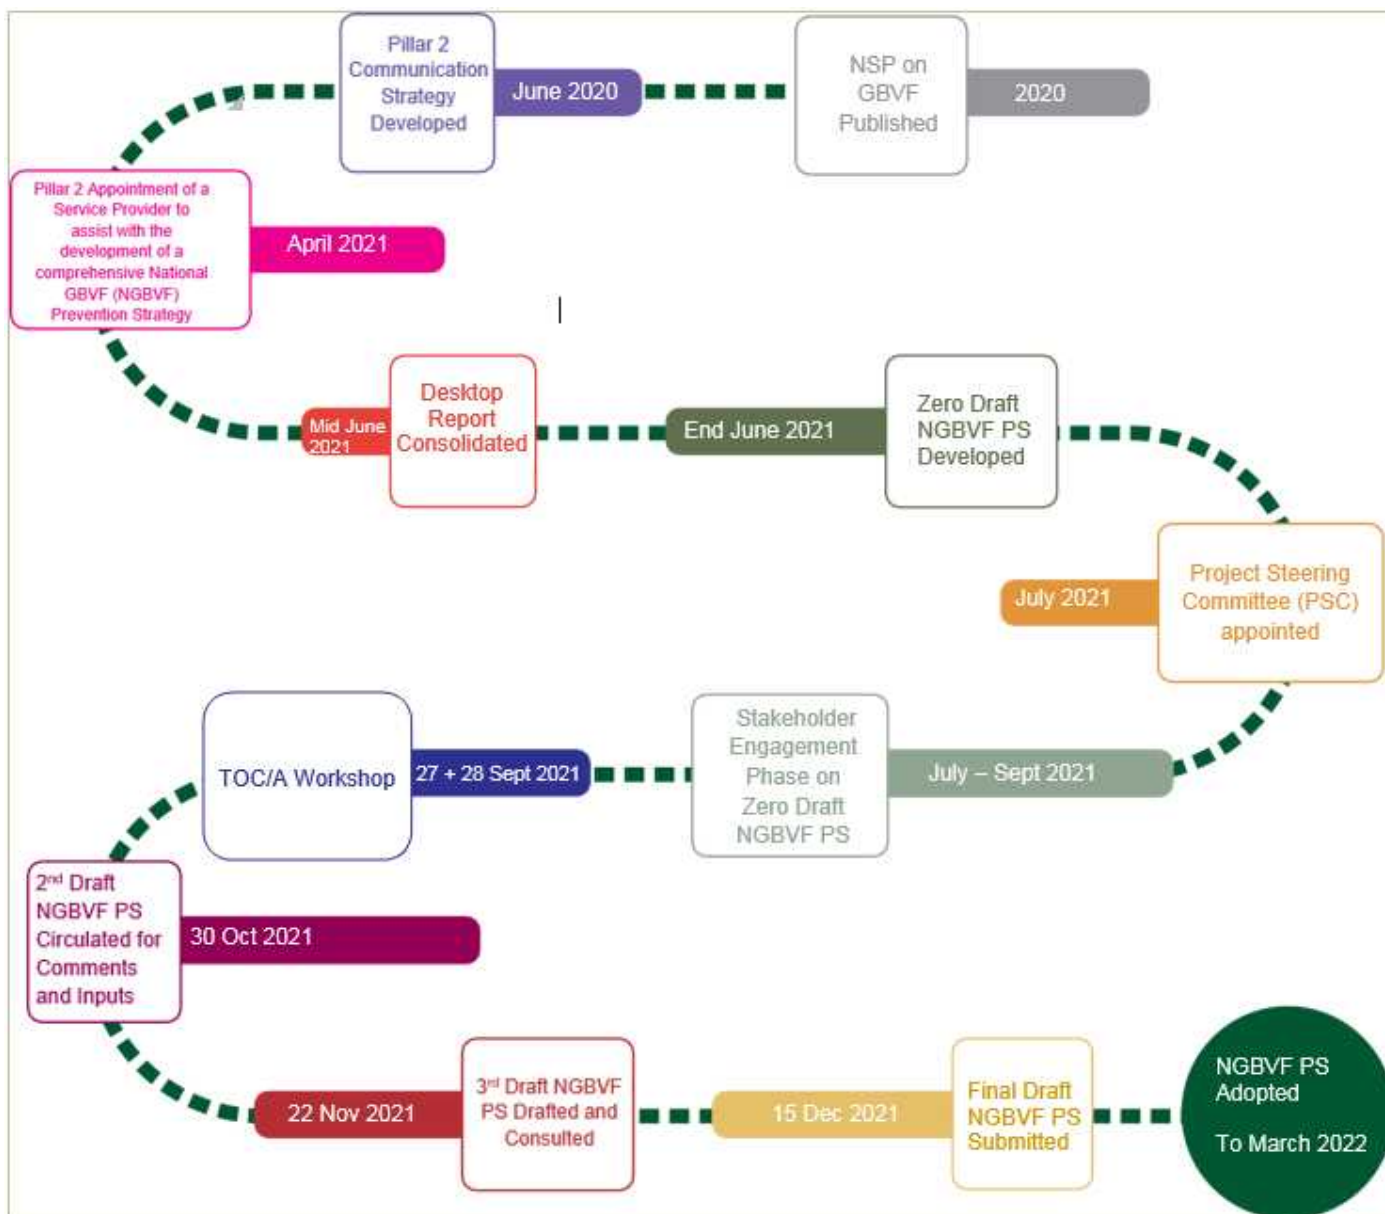 NSP on
GBVF
Published
2020
Pillar 2
Communication
Strategy
Developed
June 2020
Pillar 2 Appointment of a
Service Provider to
assist with the
development of a
comprehensive National
GBVF (NGBVF)
Prevention Strategy
April 2021
Mid June
2021
Desktop
Report
Consolidated
End June 2021
Zero Draft
NGBVF PS
Developed
July 2021
Project Steering
Committee (PSC)
appointed
Stakeholder
Engagement
Phase on
Zero Draft
NGBVF PS
July – Sept 2021
TOC/A Workshop
27 + 28 Sept 2021
2nd Draft
NGBVF PS
Circulated for
Comments
and Inputs
30 Oct 2021
22 Nov 2021
3rd Draft NGBVF
PS Drafted and
Consulted
15 Dec 2021
Final Draft
NGBVF PS
Submitted
NGBVF PS
Adopted
To March 2022